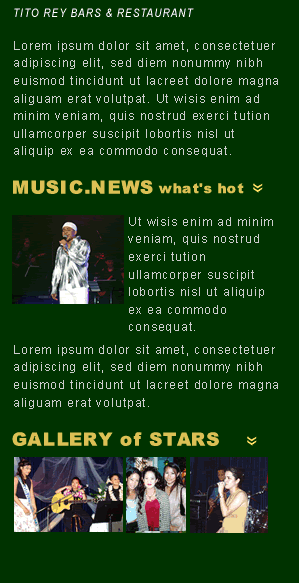 TITO REY BARS & RESTAURANT
Lorem ipsum dolor sit amet, consectetuer
adipiscing elit, sed diem nonummy nibh
euismod tincidunt ut lacreet dolore magna
aliguam erat volutpat. Ut wisis enim ad
minim veniam, quis nostrud exerci tution
ullamcorper suscipit lobortis nisl ut
aliquip ex ea commodo consequat.
MUSIC.NEWS what's hot
Ut wisis enim ad minim
veniam, quis nostrud
exerci tution
ullamcorper suscipit
lobortis nisl ut aliquip
ex ea commodo
consequat.
Lorem ipsum dolor sit amet, consectetuer
adipiscing elit, sed diem nonummy nibh
euismod tincidunt ut lacreet dolore magna
aliguam erat volutpat.
GALLERY of STARS